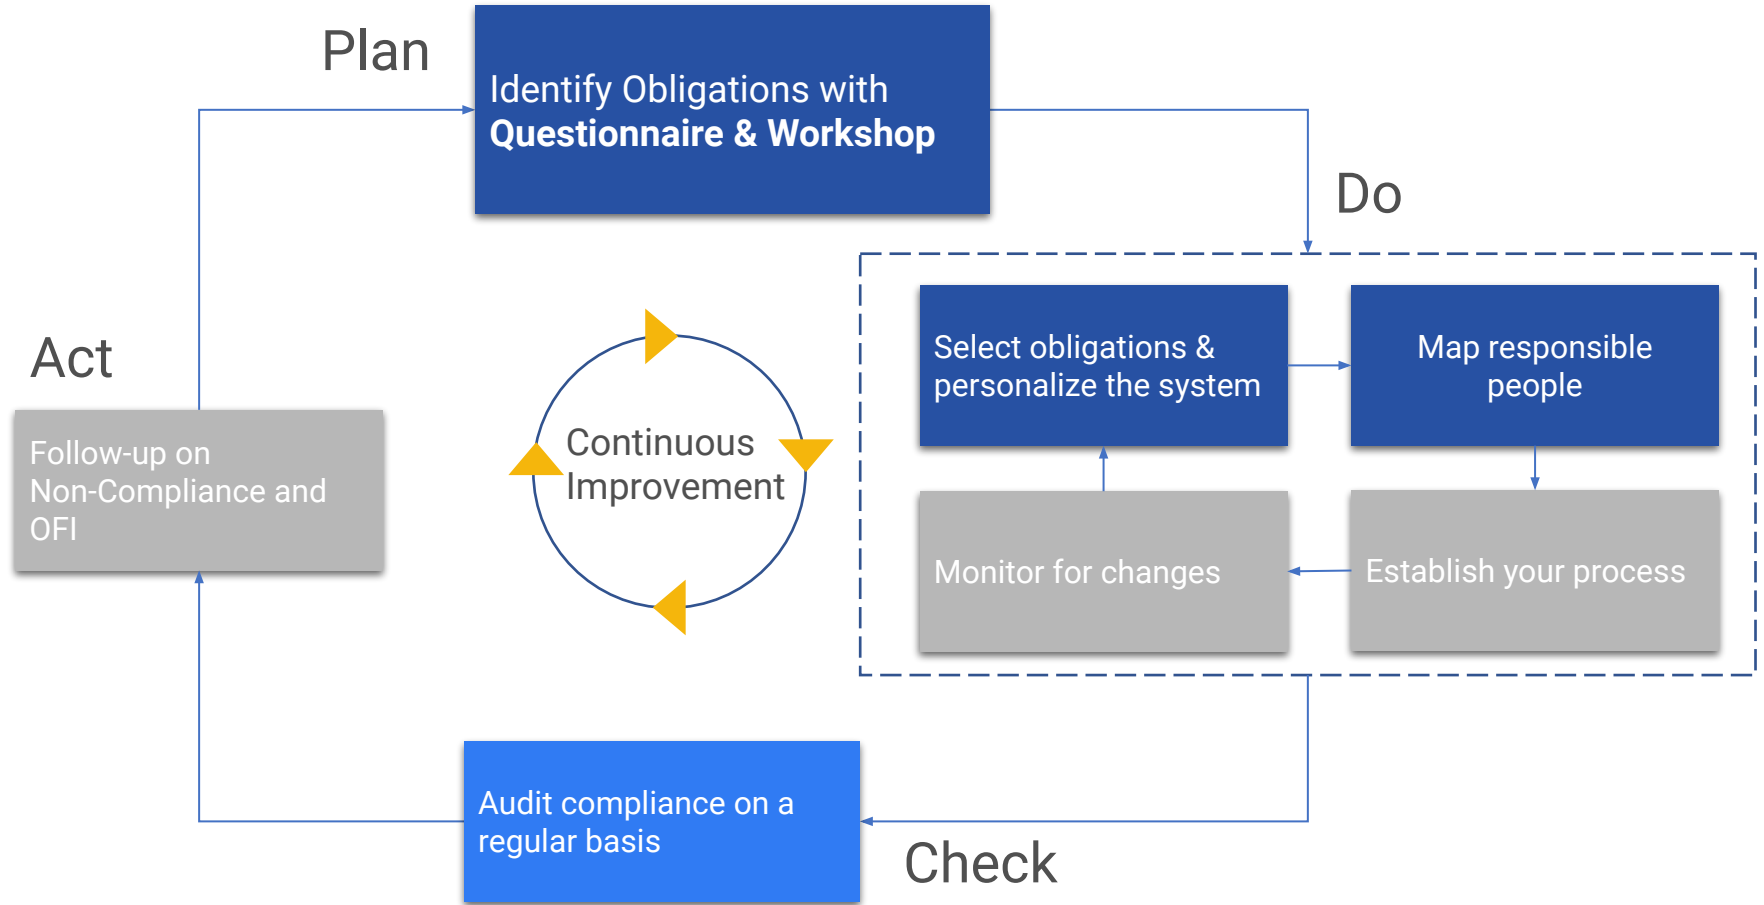 Plan
Identify Obligations with
Questionnaire & Workshop
Do
Select obligations &
personalize the system
Map responsible
people
Establish your process
Monitor for changes
Check
Audit compliance on a
regular basis
Act
Follow-up on
Non-Compliance and
OFI
Continuous
Improvement